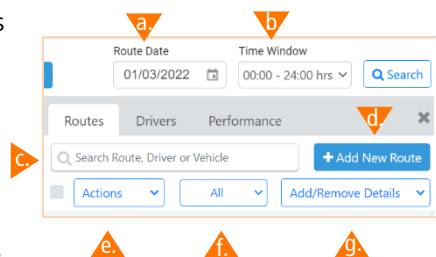 s
a. b.
Route Date Time Window
01/03/2022 00:00 - 24:00 hrs Search
Routes Drivers Performance
d.
c. Search Route, Driver or Vehicle + Add New Route
Actions All Add/Remove Details
e. f. g.